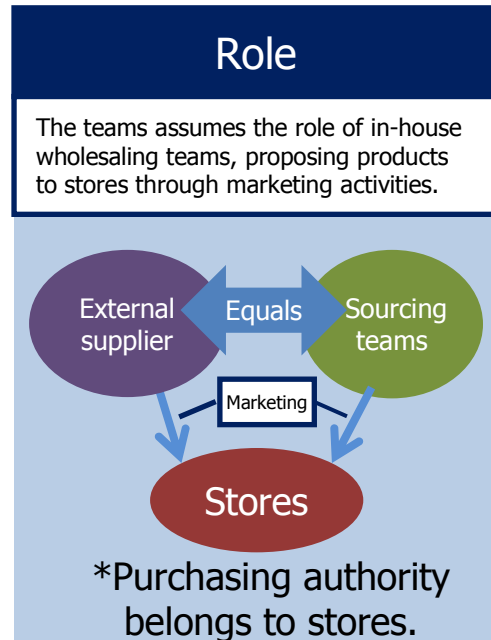 Role
The teams assumes the role of in-house
wholesaling teams, proposing products
to stores through marketing activities.
External
supplier
Equals
Sourcing
teams
Marketing
Stores
*Purchasing authority
belongs to stores.